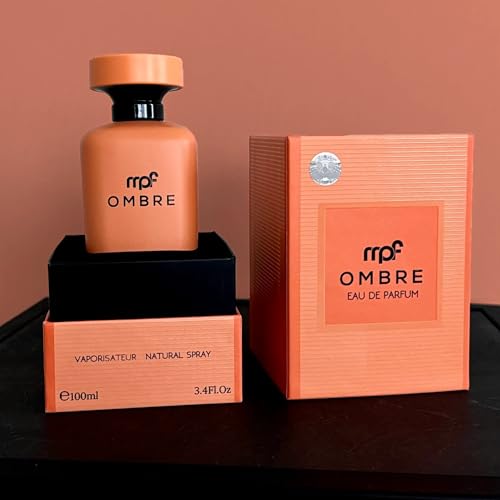 mpf
OMBRE
VAPORISATEUR NATURAL SPRAY
℮100ml 3.4Fl.Oz
mpf
OMBRE
EAU DE PARFUM